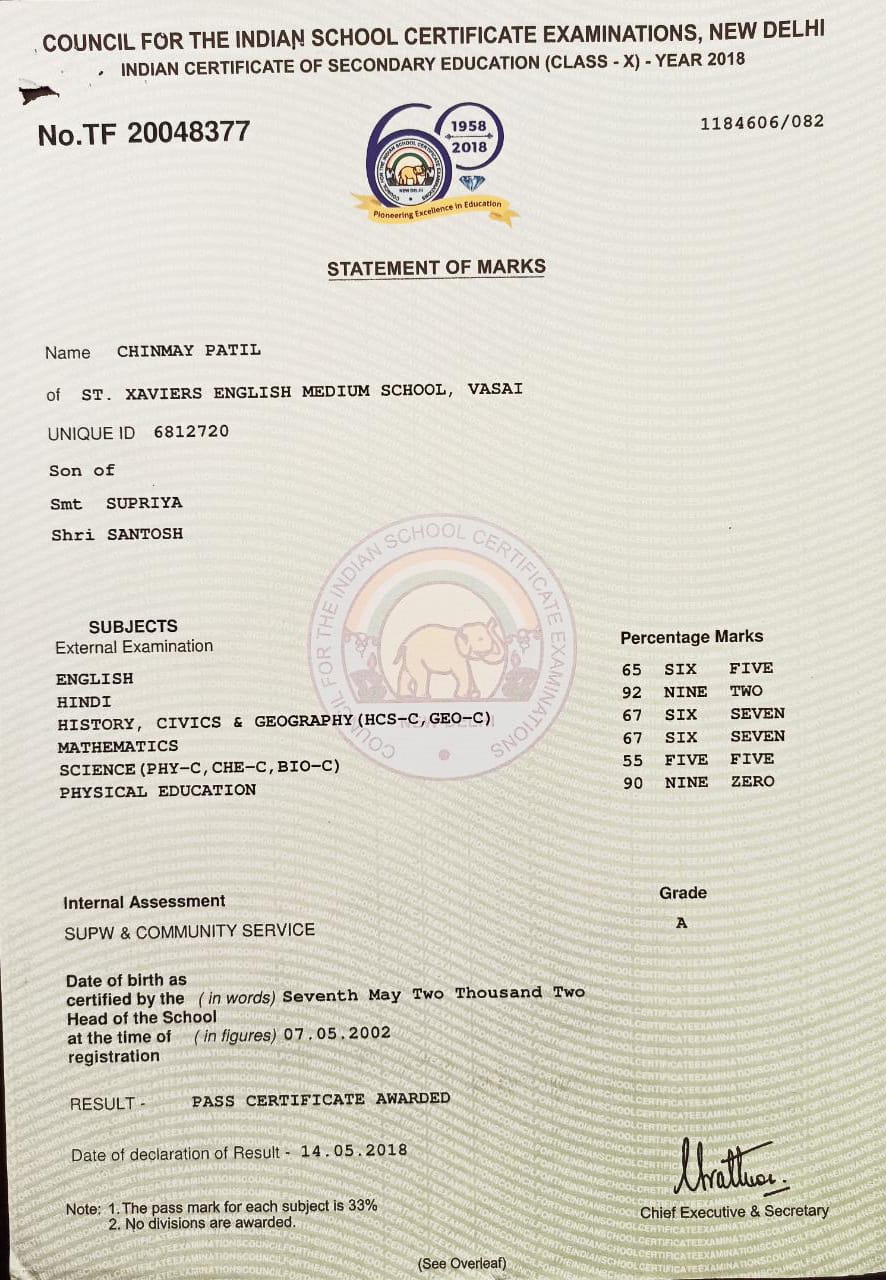 COUNCIL FOR THE INDIAN SCHOOL CERTIFICATE EXAMINATIONS, NEW DELHI
INDIAN CERTIFICATE OF SECONDARY EDUCATION (CLASS - X) - YEAR 2018
No.TF 20048377
1184606/082
60
1958
2018
COUNCIL FOR THE INDIAN SCHOOL CERTIFICATE EXAMINATIONS
NEW DELHI
Pioneering Excellence in Education
STATEMENT OF MARKS
Name CHINMAY PATIL
of ST. XAVIERS ENGLISH MEDIUM SCHOOL, VASAI
UNIQUE ID 6812720
Son of
Smt SUPRIYA
Shri SANTOSH
COUNCIL FOR THE INDIAN SCHOOL CERTIFICATE EXAMINATIONS
SUBJECTS
External Examination
Percentage Marks
ENGLISH 65 SIX FIVE
HINDI 92 NINE TWO
HISTORY, CIVICS & GEOGRAPHY(HCS-C,GEO-C) 67 SIX SEVEN
MATHEMATICS 67 SIX SEVEN
SCIENCE(PHY-C,CHE-C,BIO-C) 55 FIVE FIVE
PHYSICAL EDUCATION 90 NINE ZERO
Internal Assessment Grade
SUPW & COMMUNITY SERVICE A
Date of birth as
certified by the (in words) Seventh May Two Thousand Two
Head of the School
at the time of (in figures) 07.05.2002
registration
RESULT - PASS CERTIFICATE AWARDED
Date of declaration of Result - 14.05.2018
Note: 1. The pass mark for each subject is 33%
2. No divisions are awarded.
Chief Executive & Secretary
(See Overleaf)